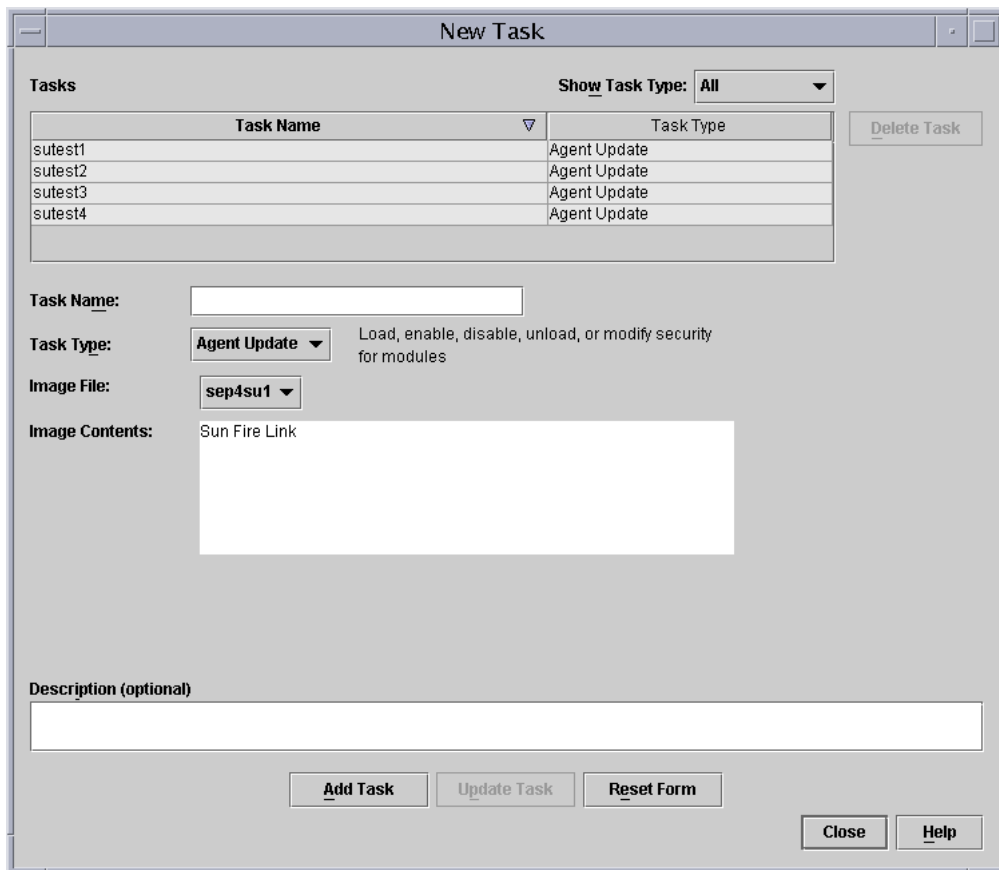 New Task
Tasks
Show Task Type: All
Task Name Task Type
Delete Task
sutest1 Agent Update
sutest2 Agent Update
sutest3 Agent Update
sutest4 Agent Update
Task Name:
Task Type: Agent Update Load, enable, disable, unload, or modify security
for modules
Image File: sep4su1
Image Contents: Sun Fire Link
Description (optional)
Add Task Update Task Reset Form
Close Help